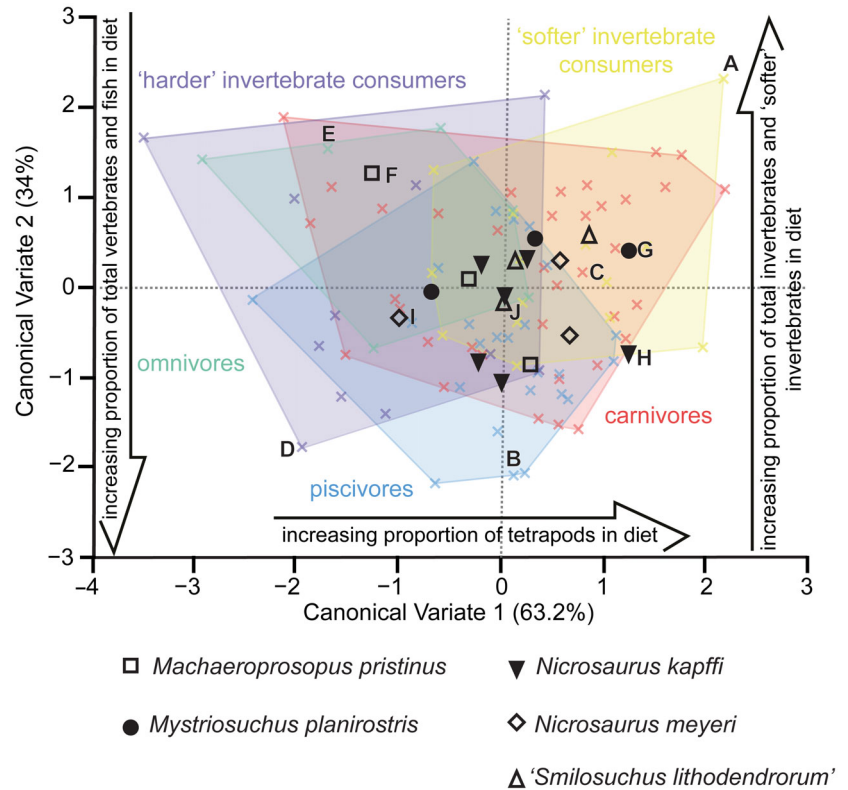 3
2
1
0
−1
−2
−3
Canonical Variate 2 (34%)
increasing proportion of total vertebrates and fish in diet
'harder' invertebrate consumers
'softer' invertebrate
consumers
A
E
F
C
G
I
J
omnivores
H
carnivores
D
B
piscivores
increasing proportion of tetrapods in diet
increasing proportion of total invertebrates and 'softer'
invertebrates in diet
−4
−3
−2
−1
0
1
2
3
Canonical Variate 1 (63.2%)
Machaeroprosopus pristinus
Nicrosaurus kapffi
Mystriosuchus planirostris
Nicrosaurus meyeri
'Smilosuchus lithodendrorum'